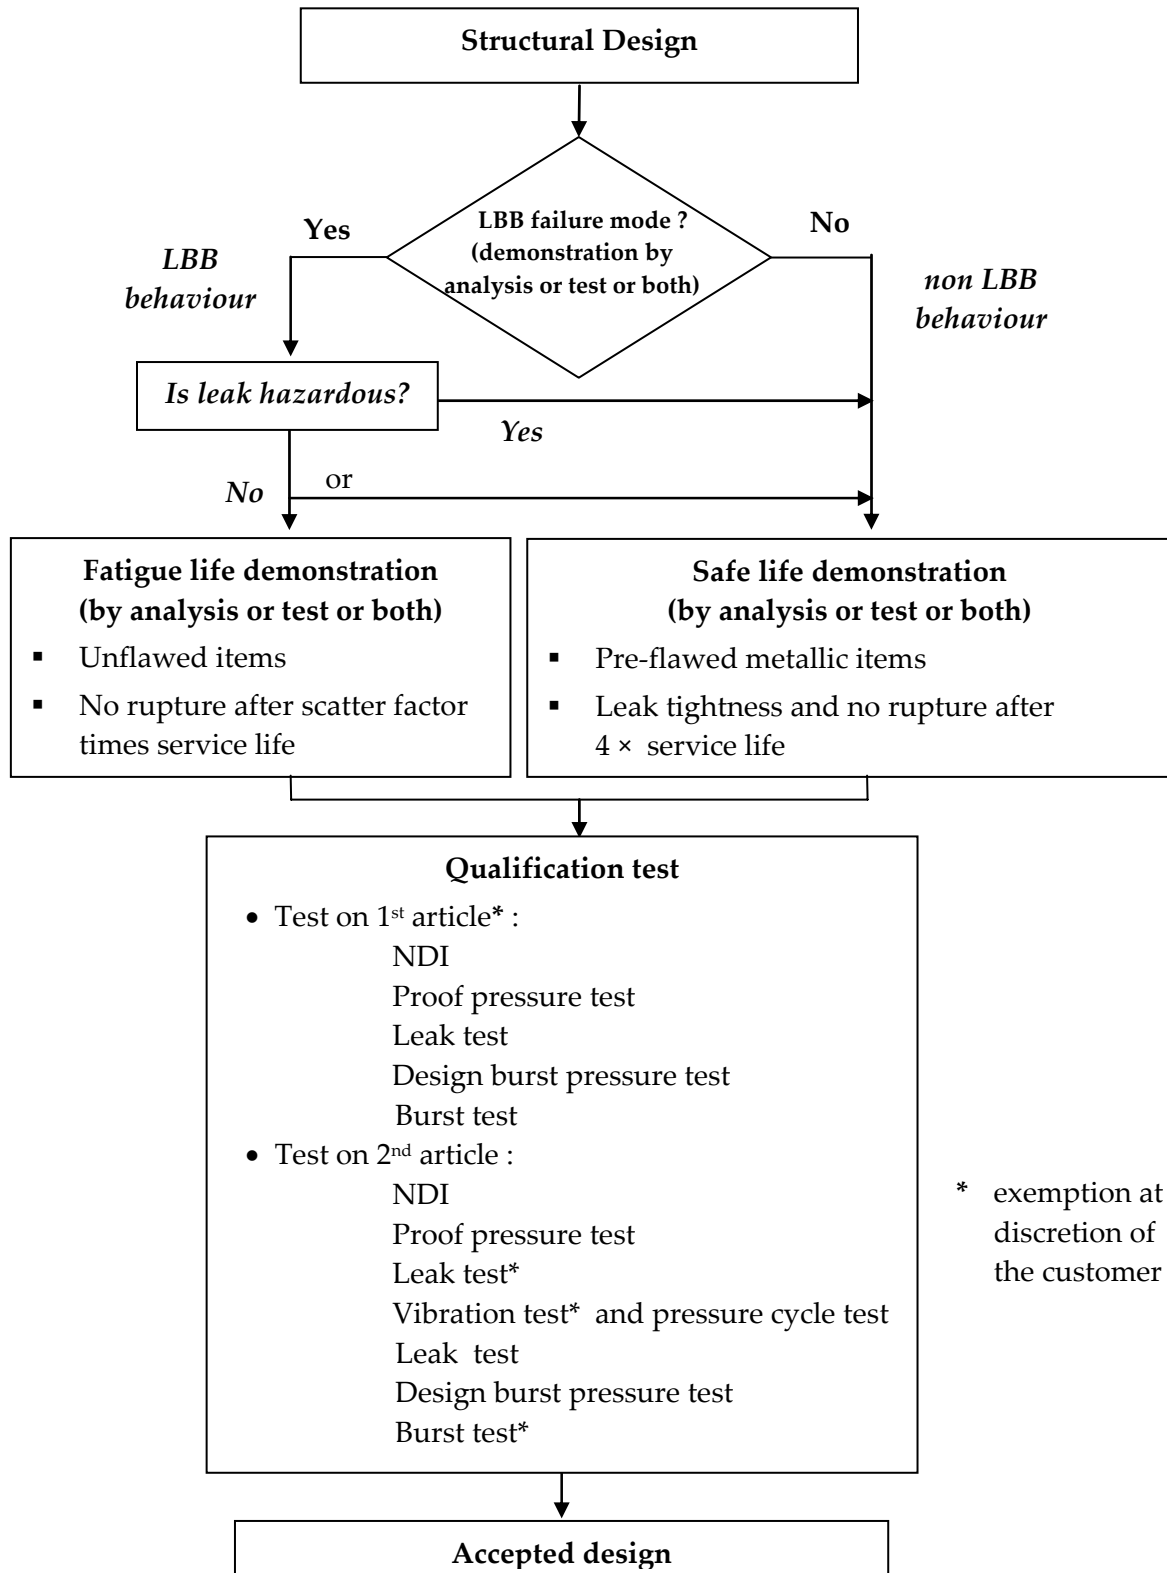 Structural Design
LBB failure mode ?
(demonstration by
analysis or test or both)
Yes
No
LBB
behaviour
non LBB
behaviour
Is leak hazardous?
Yes
No
or
Fatigue life demonstration
(by analysis or test or both)
▪ Unflawed items
▪ No rupture after scatter factor
times service life
Safe life demonstration
(by analysis or test or both)
▪ Pre-flawed metallic items
▪ Leak tightness and no rupture after
4 × service life
Qualification test
• Test on 1st article* :
NDI
Proof pressure test
Leak test
Design burst pressure test
Burst test
• Test on 2nd article :
NDI
Proof pressure test
Leak test*
Vibration test* and pressure cycle test
Leak test
Design burst pressure test
Burst test*
* exemption at
discretion of
the customer
Accepted design